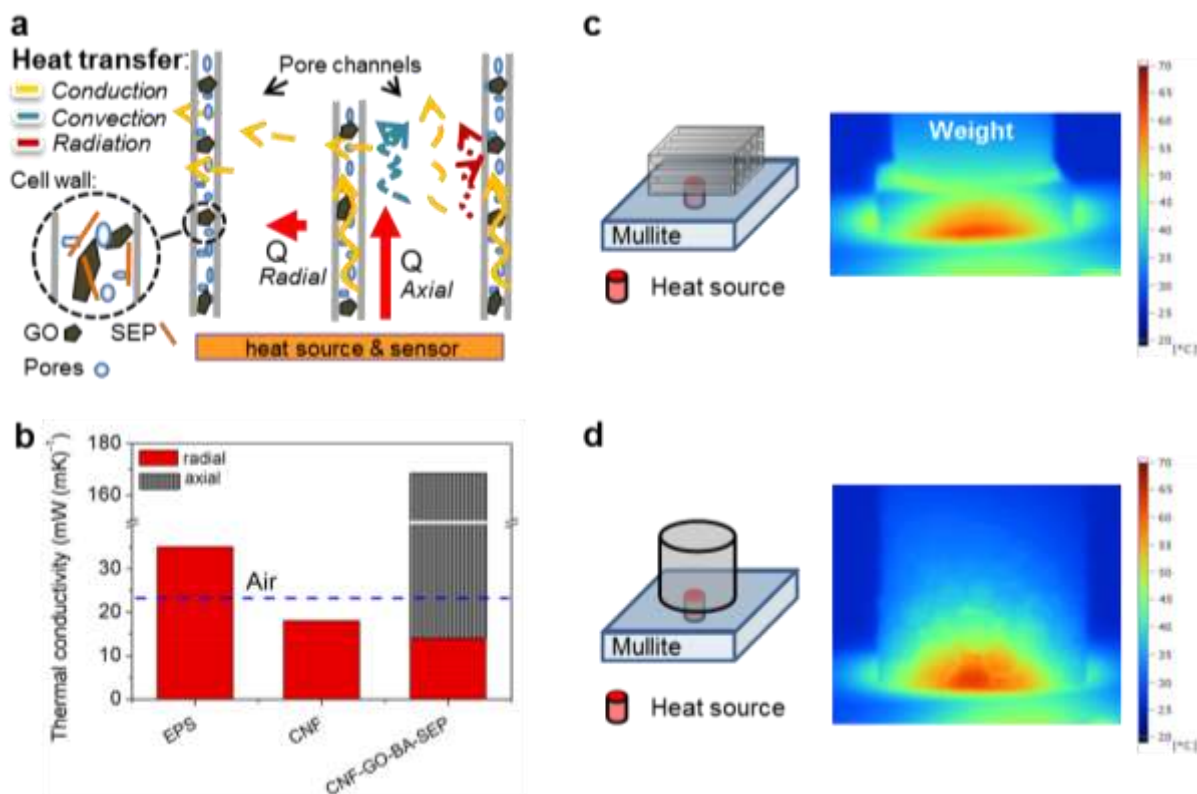 a
Heat transfer:
Conduction
Convection
Radiation
Pore channels
Cell wall:
Q
Radial
Q
Axial
GO
SEP
Pores
heat source & sensor
b
Thermal conductivity (mW (mK)⁻¹)
180
160
30
20
10
0
radial
axial
Air
EPS
CNF
CNF-GO-BA-SEP
c
Mullite
Heat source
Weight
70
65
60
55
50
45
40
35
30
25
20
[°C]
d
Mullite
Heat source
70
65
60
55
50
45
40
35
30
25
20
[°C]